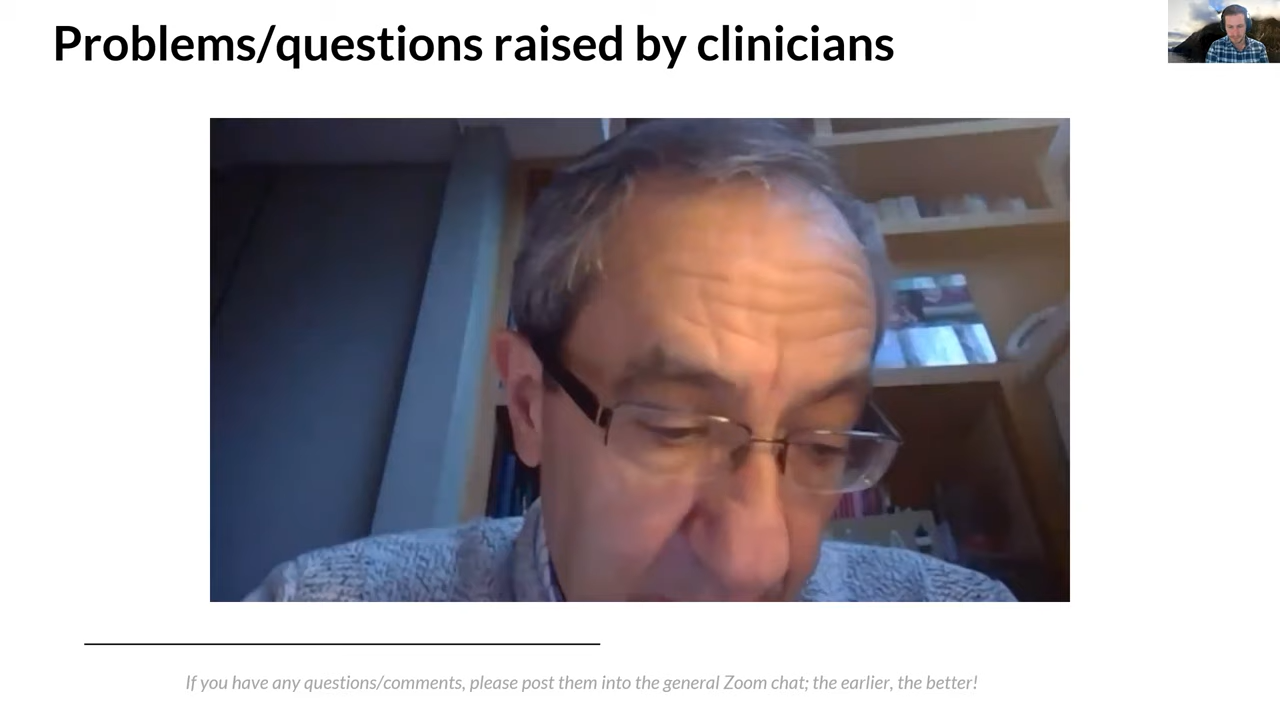 Problems/questions raised by clinicians
If you have any questions/comments, please post them into the general Zoom chat; the earlier, the better!